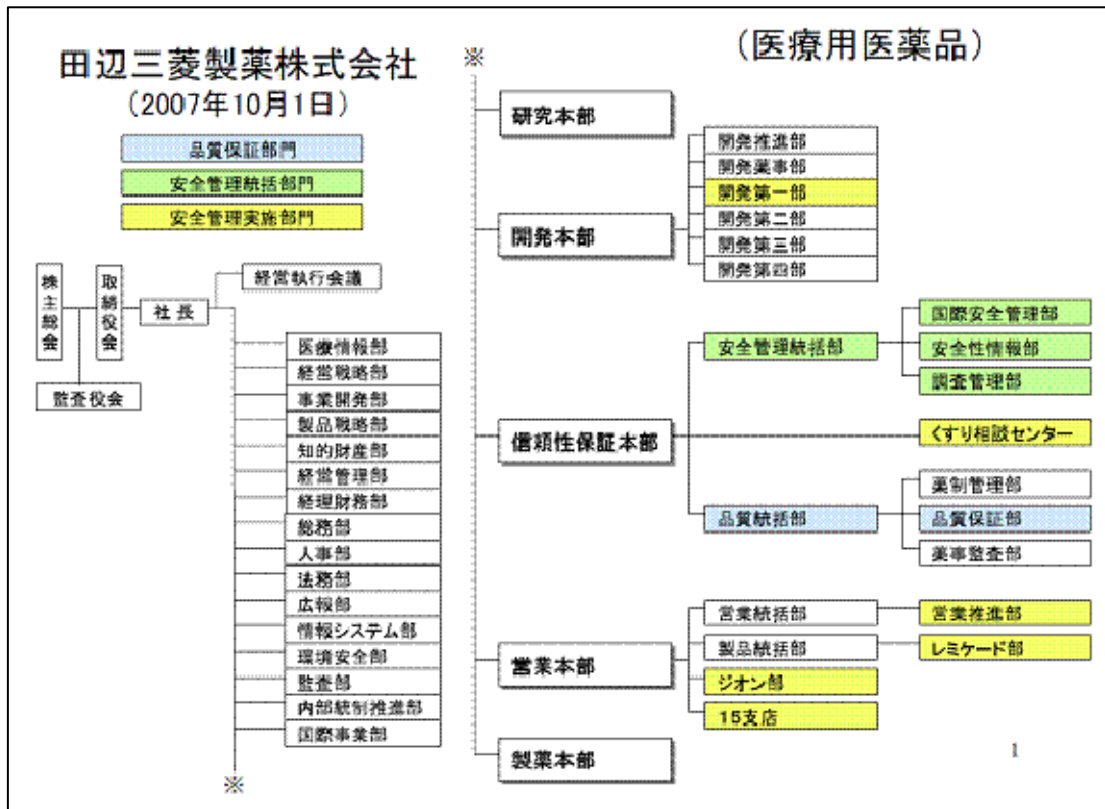 田辺三菱製薬株式会社
(2007年10月1日)
品質保証部門
安全管理統括部門
安全管理実施部門
株主総会
取締役会
社長
経営執行会議
監査役会
医療情報部
経営戦略部
事業開発部
製品戦略部
知的財産部
経営管理部
経理財務部
総務部
人事部
法務部
広報部
情報システム部
環境安全部
監査部
内部統制推進部
国際事業部
※
※
(医療用医薬品)
研究本部
開発本部
開発推進部
開発薬事部
開発第一部
開発第二部
開発第三部
開発第四部
信頼性保証本部
安全管理統括部
国際安全管理部
安全性情報部
調査管理部
くすり相談センター
品質統括部
薬制管理部
品質保証部
薬事監査部
営業本部
営業統括部
営業推進部
製品統括部
レミケード部
ジオン部
15支店
製薬本部
1